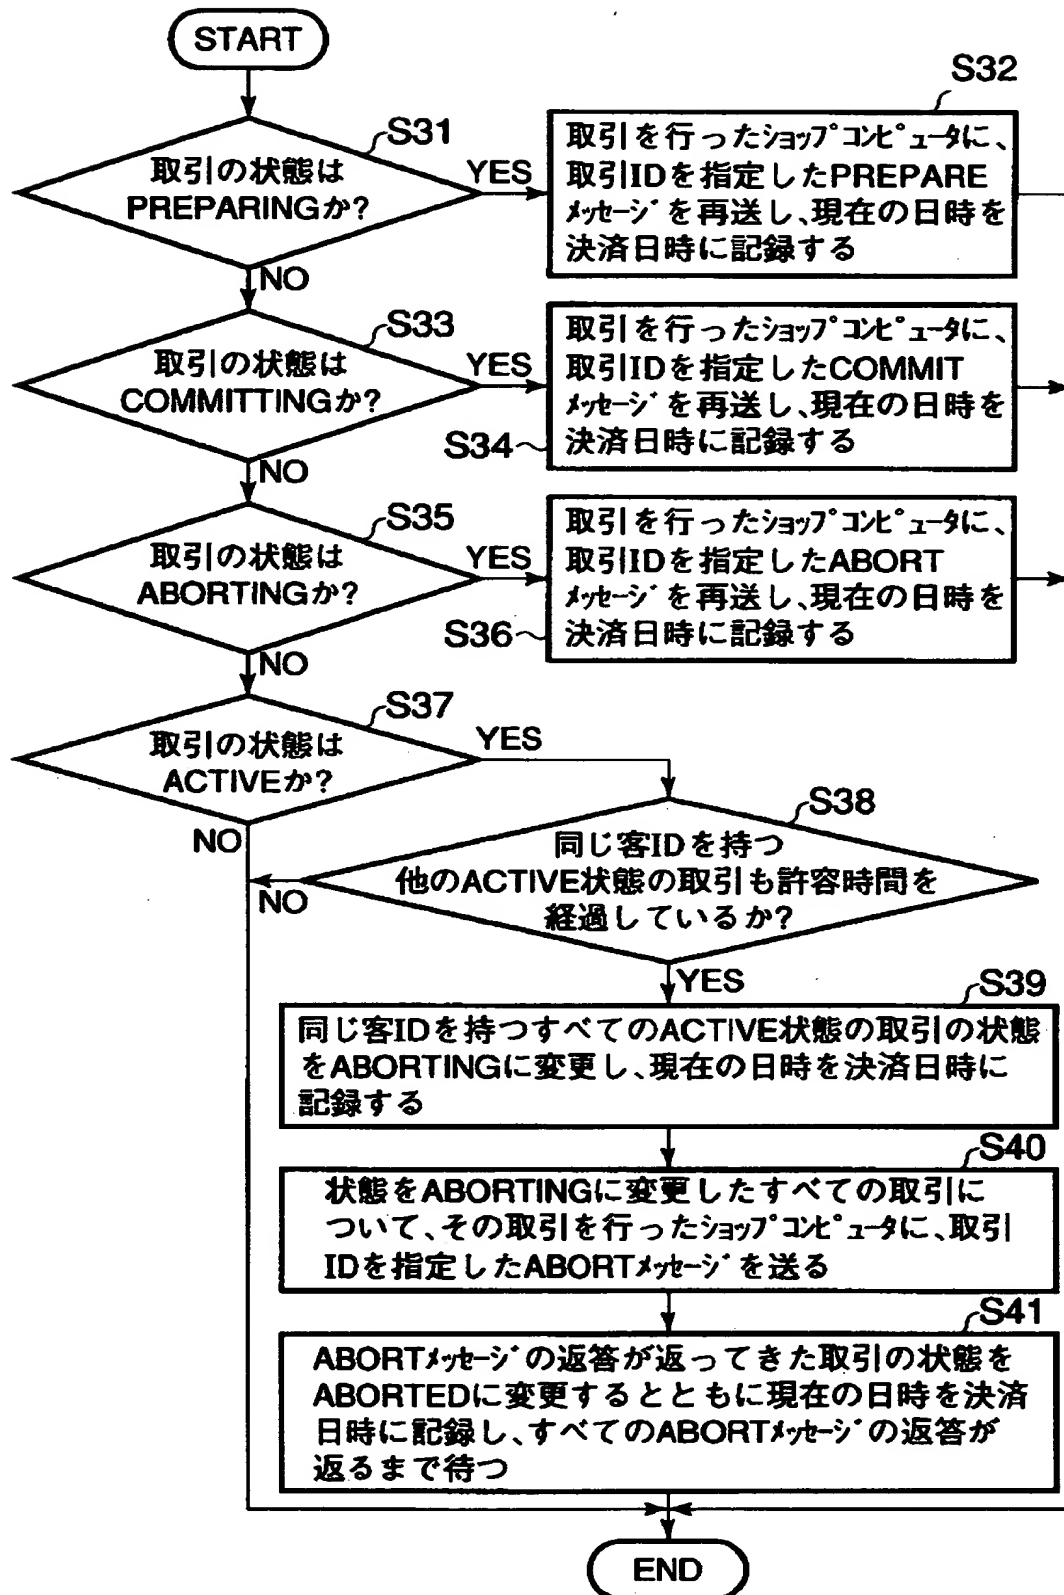 START
S31
取引の状態は
PREPARINGか?
YES
NO
S32
取引を行ったショップコンピュータに、
取引IDを指定したPREPARE
メッセージを再送し、現在の日時を
決済日時に記録する
S33
取引の状態は
COMMITTINGか?
YES
NO
取引を行ったショップコンピュータに、
取引IDを指定したCOMMIT
メッセージを再送し、現在の日時を
決済日時に記録する
S34
S35
取引の状態は
ABORTINGか?
YES
NO
取引を行ったショップコンピュータに、
取引IDを指定したABORT
メッセージを再送し、現在の日時を
決済日時に記録する
S36
S37
取引の状態は
ACTIVEか?
YES
NO
S38
同じ客IDを持つ
他のACTIVE状態の取引も許容時間を
経過しているか?
NO
YES
S39
同じ客IDを持つすべてのACTIVE状態の取引の状態
をABORTINGに変更し、現在の日時を決済日時に
記録する
S40
状態をABORTINGに変更したすべての取引に
ついて、その取引を行ったショップコンピュータに、取引
IDを指定したABORTメッセージを送る
S41
ABORTメッセージの返答が返ってきた取引の状態を
ABORTEDに変更するとともに現在の日時を決済
日時に記録し、すべてのABORTメッセージの返答が
返るまで待つ
END